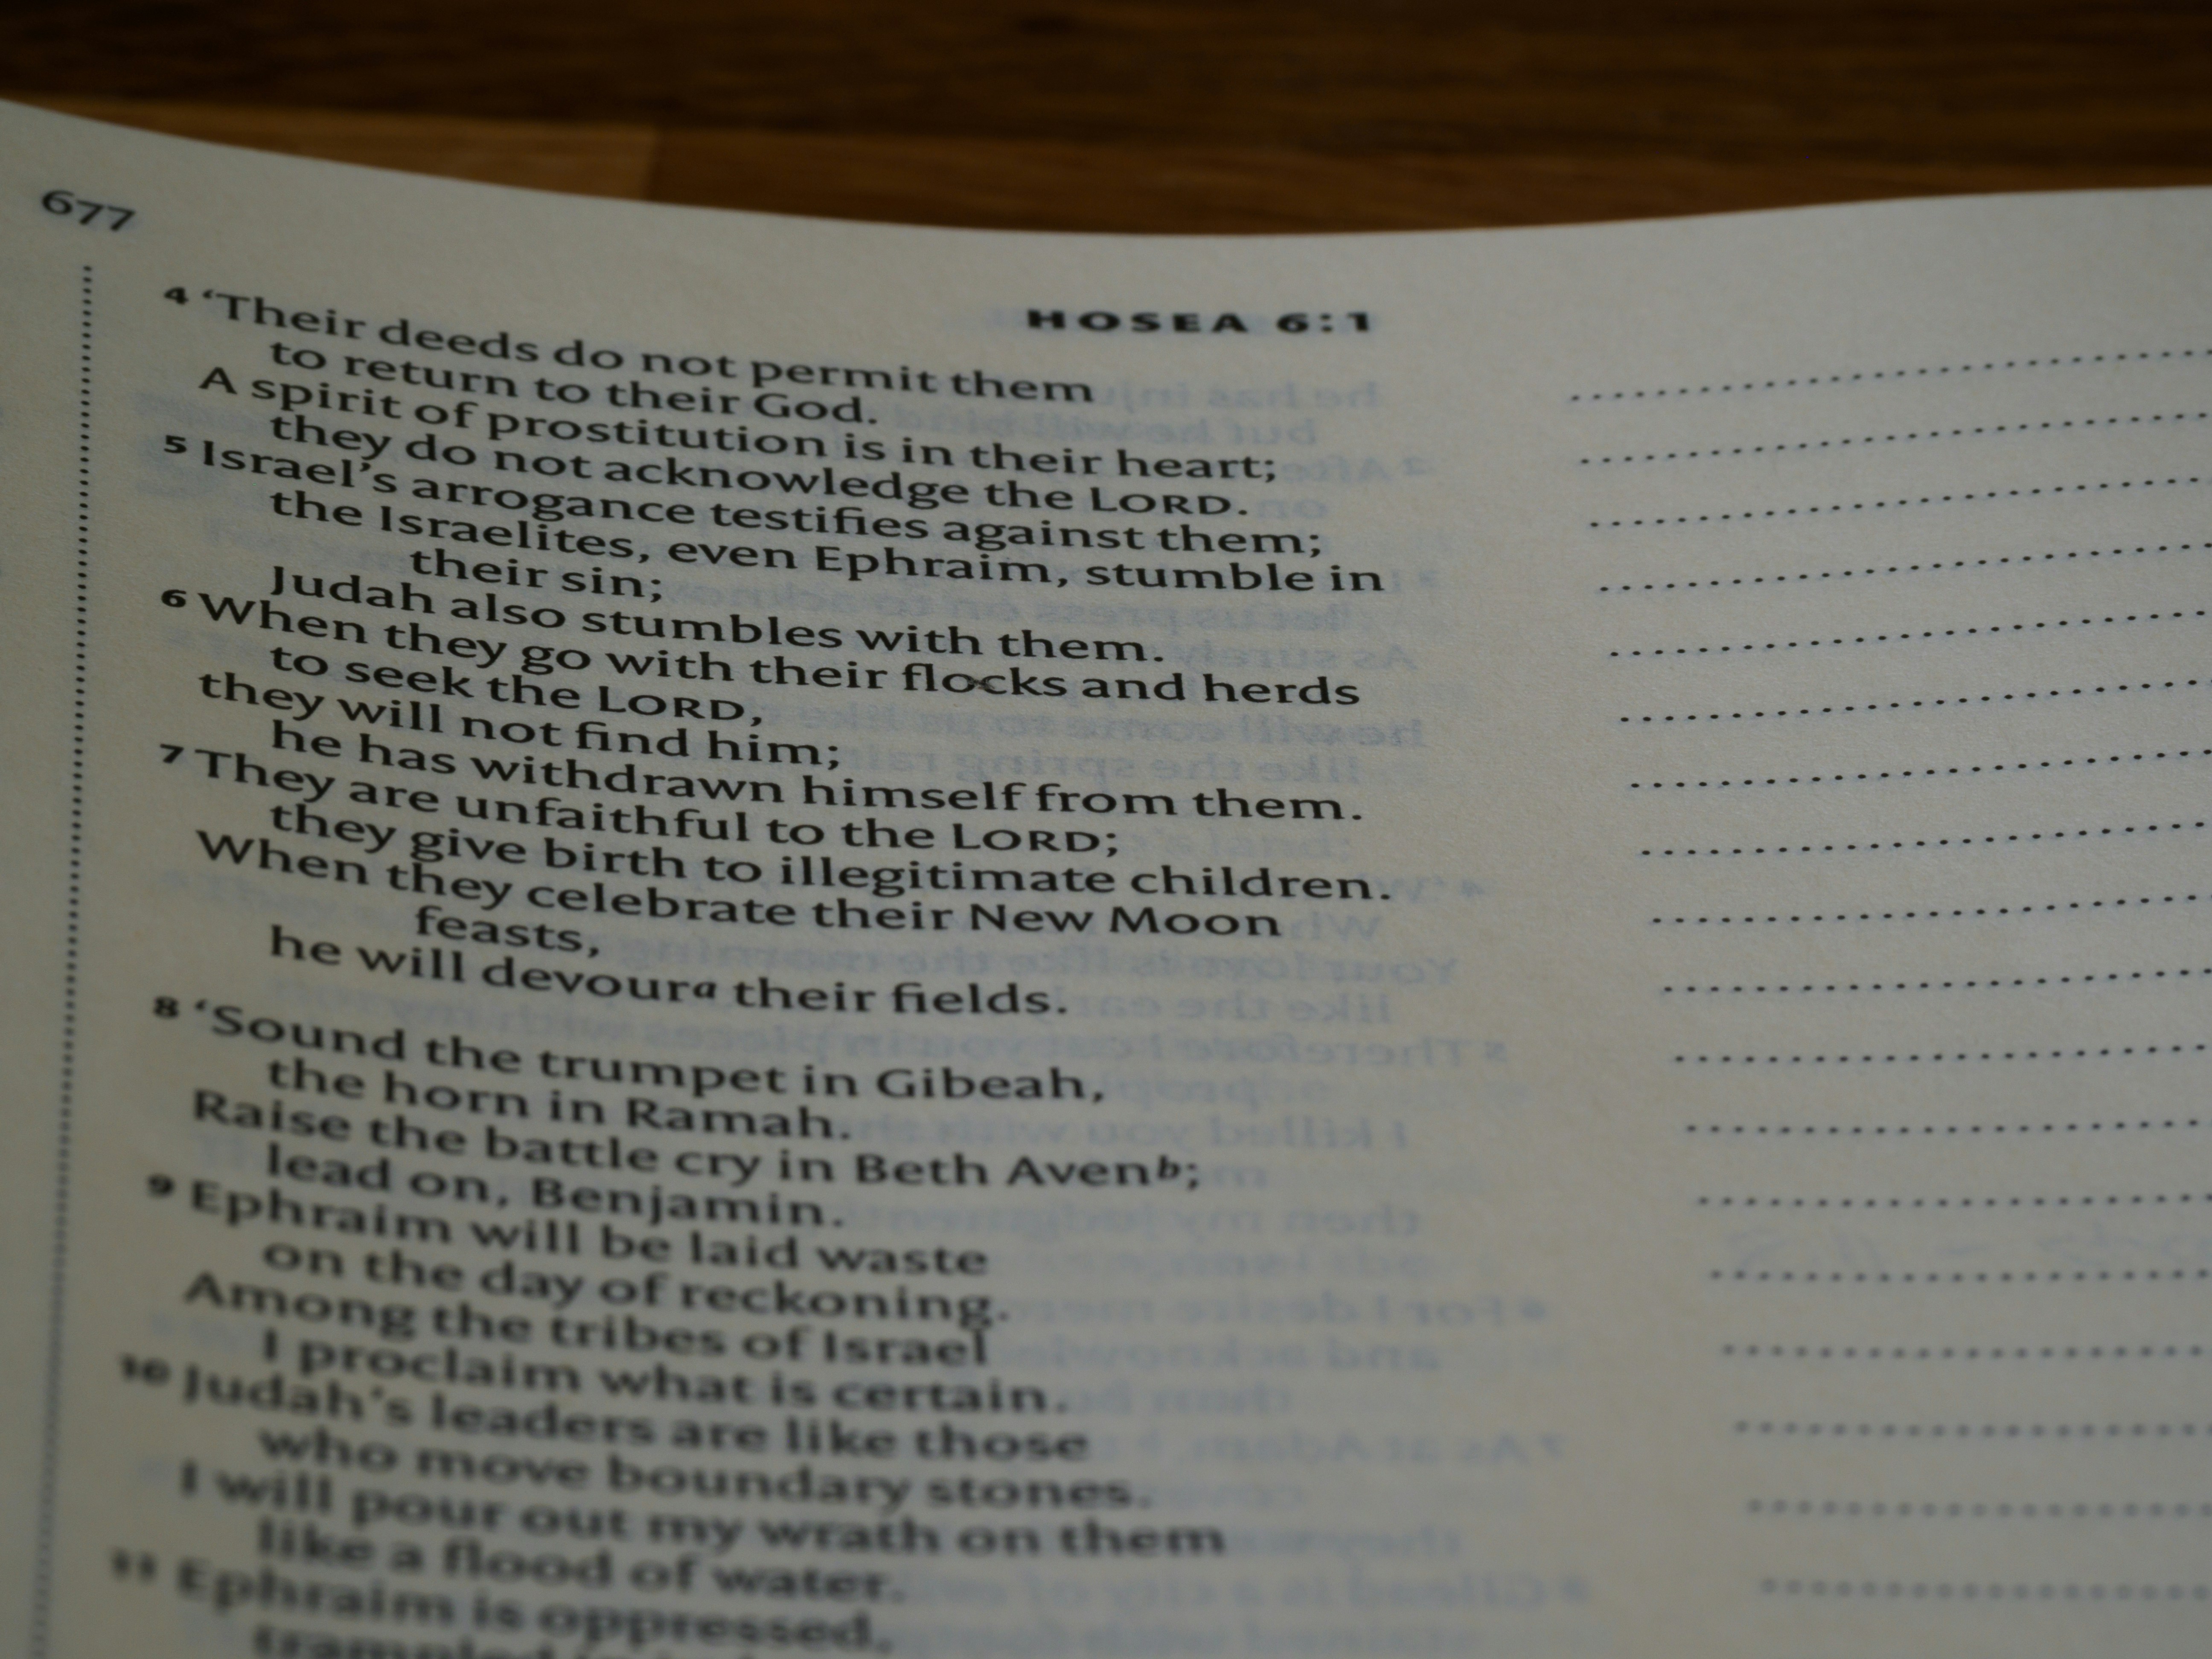 677
HOSEA 6:1
4 ‘Their deeds do not permit them
to return to their God.
A spirit of prostitution is in their heart;
they do not acknowledge the LORD.
5 Israel’s arrogance testifies against them;
the Israelites, even Ephraim, stumble in
their sin;
Judah also stumbles with them.
6 When they go with their flocks and herds
to seek the LORD,
they will not find him;
he has withdrawn himself from them.
7 They are unfaithful to the LORD;
they give birth to illegitimate children.
When they celebrate their New Moon
feasts,
he will devour a their fields.
8 ‘Sound the trumpet in Gibeah,
the horn in Ramah.
Raise the battle cry in Beth Aven b;
lead on, Benjamin.
9 Ephraim will be laid waste
on the day of reckoning.
Among the tribes of Israel
I proclaim what is certain.
10 Judah’s leaders are like those
who move boundary stones.
I will pour out my wrath on them
like a flood of water.
11 Ephraim is oppressed,
trampled